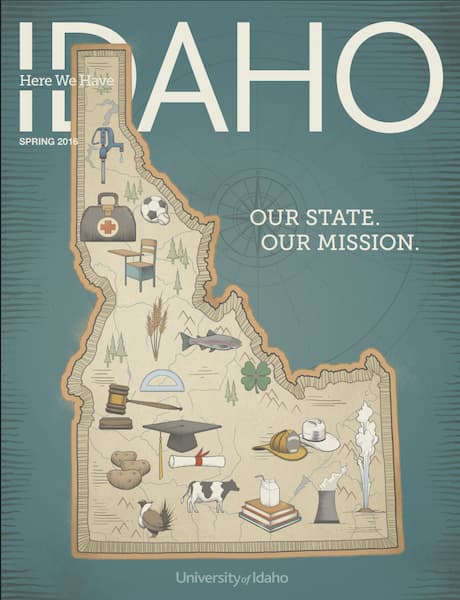 IDAHO
Here We Have
SPRING 2016
OUR STATE.
OUR MISSION.
University of Idaho